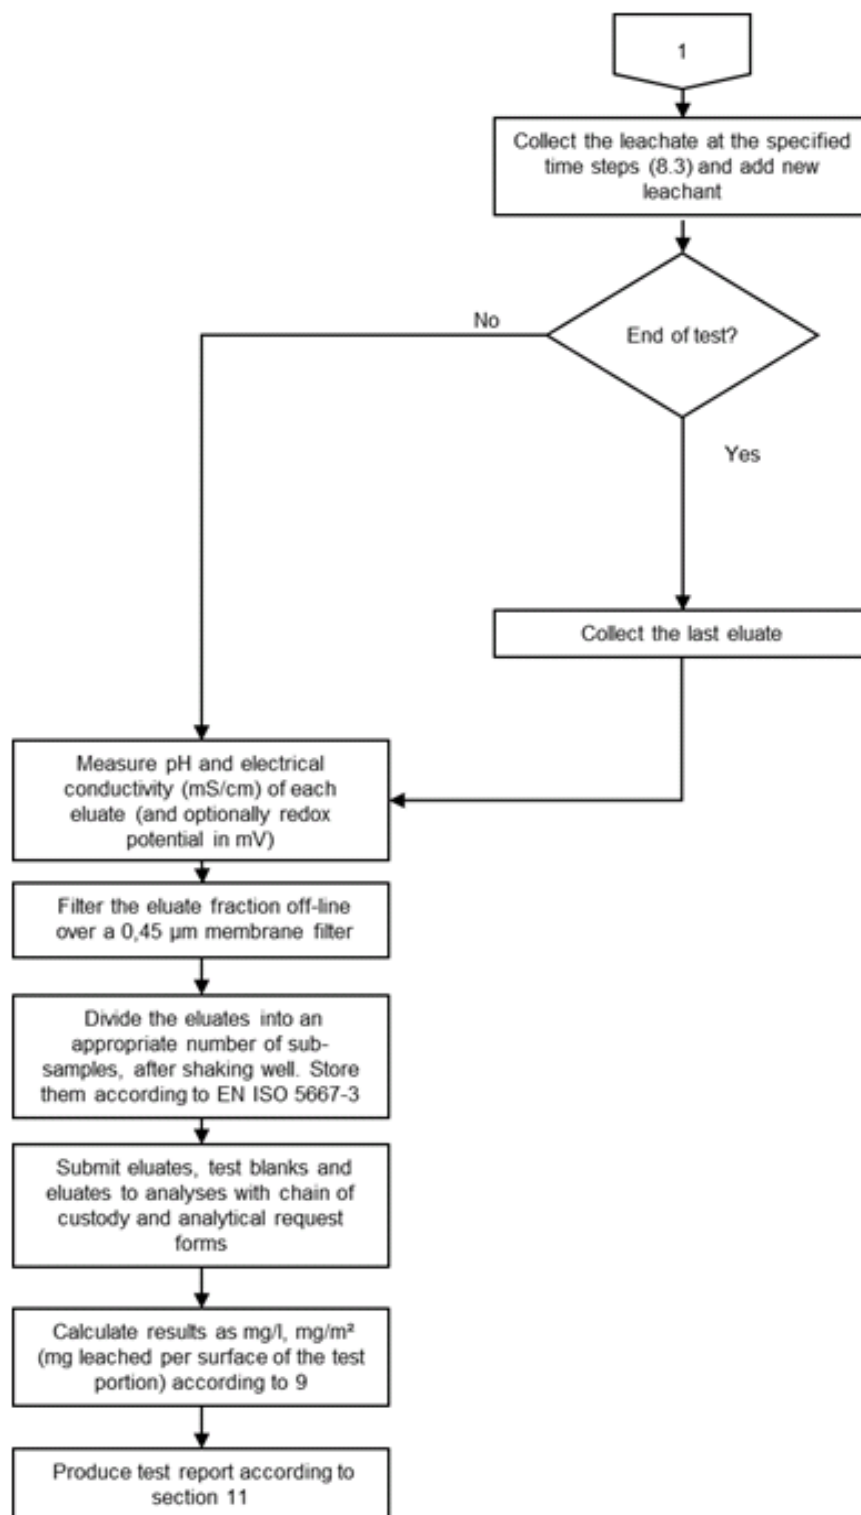 1
Collect the leachate at the specified
time steps (8.3) and add new
leachant
No
End of test?
Yes
Collect the last eluate
Measure pH and electrical
conductivity (mS/cm) of each
eluate (and optionally redox
potential in mV)
Filter the eluate fraction off-line
over a 0,45 µm membrane filter
Divide the eluates into an
appropriate number of sub-
samples, after shaking well. Store
them according to EN ISO 5667-3
Submit eluates, test blanks and
eluates to analyses with chain of
custody and analytical request
forms
Calculate results as mg/l, mg/m²
(mg leached per surface of the test
portion) according to 9
Produce test report according to
section 11